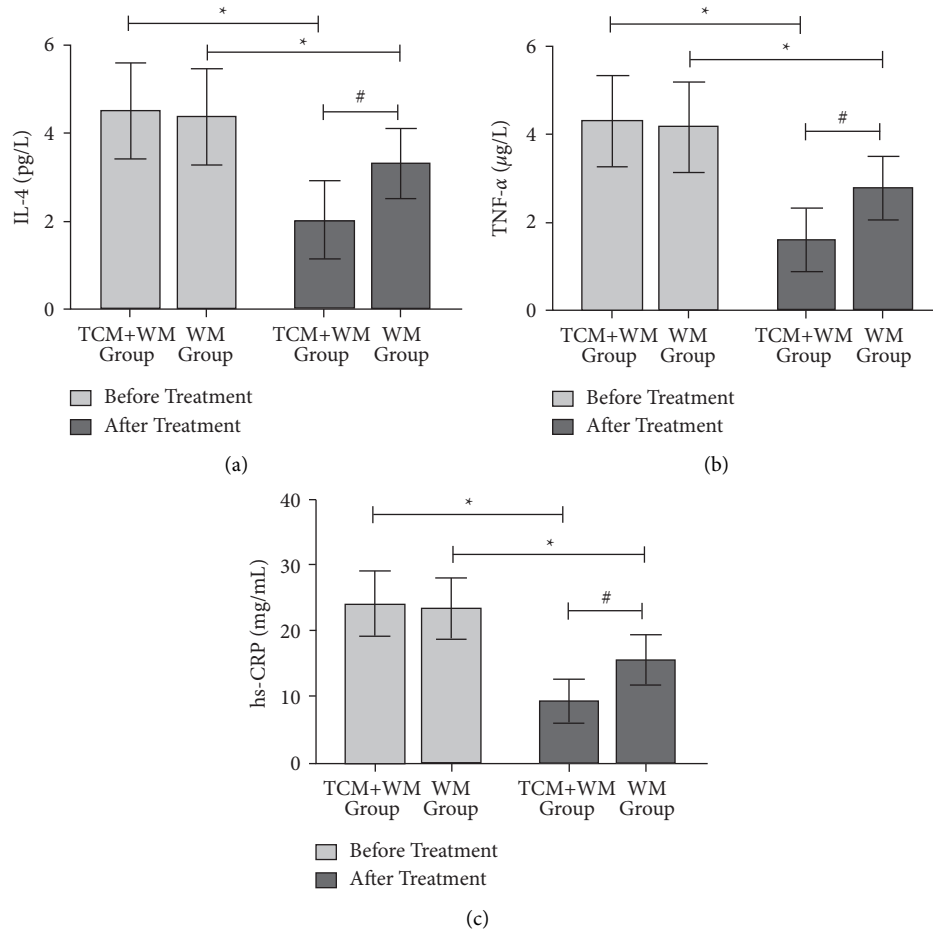 *
*
#
6
4
2
0
IL-4 (pg/L)
TCM+WM Group
WM Group
TCM+WM Group
WM Group
Before Treatment
After Treatment
(a)
*
*
#
6
4
2
0
TNF-α (μg/L)
TCM+WM Group
WM Group
TCM+WM Group
WM Group
Before Treatment
After Treatment
(b)
*
*
#
40
30
20
10
0
hs-CRP (mg/mL)
TCM+WM Group
WM Group
TCM+WM Group
WM Group
Before Treatment
After Treatment
(c)